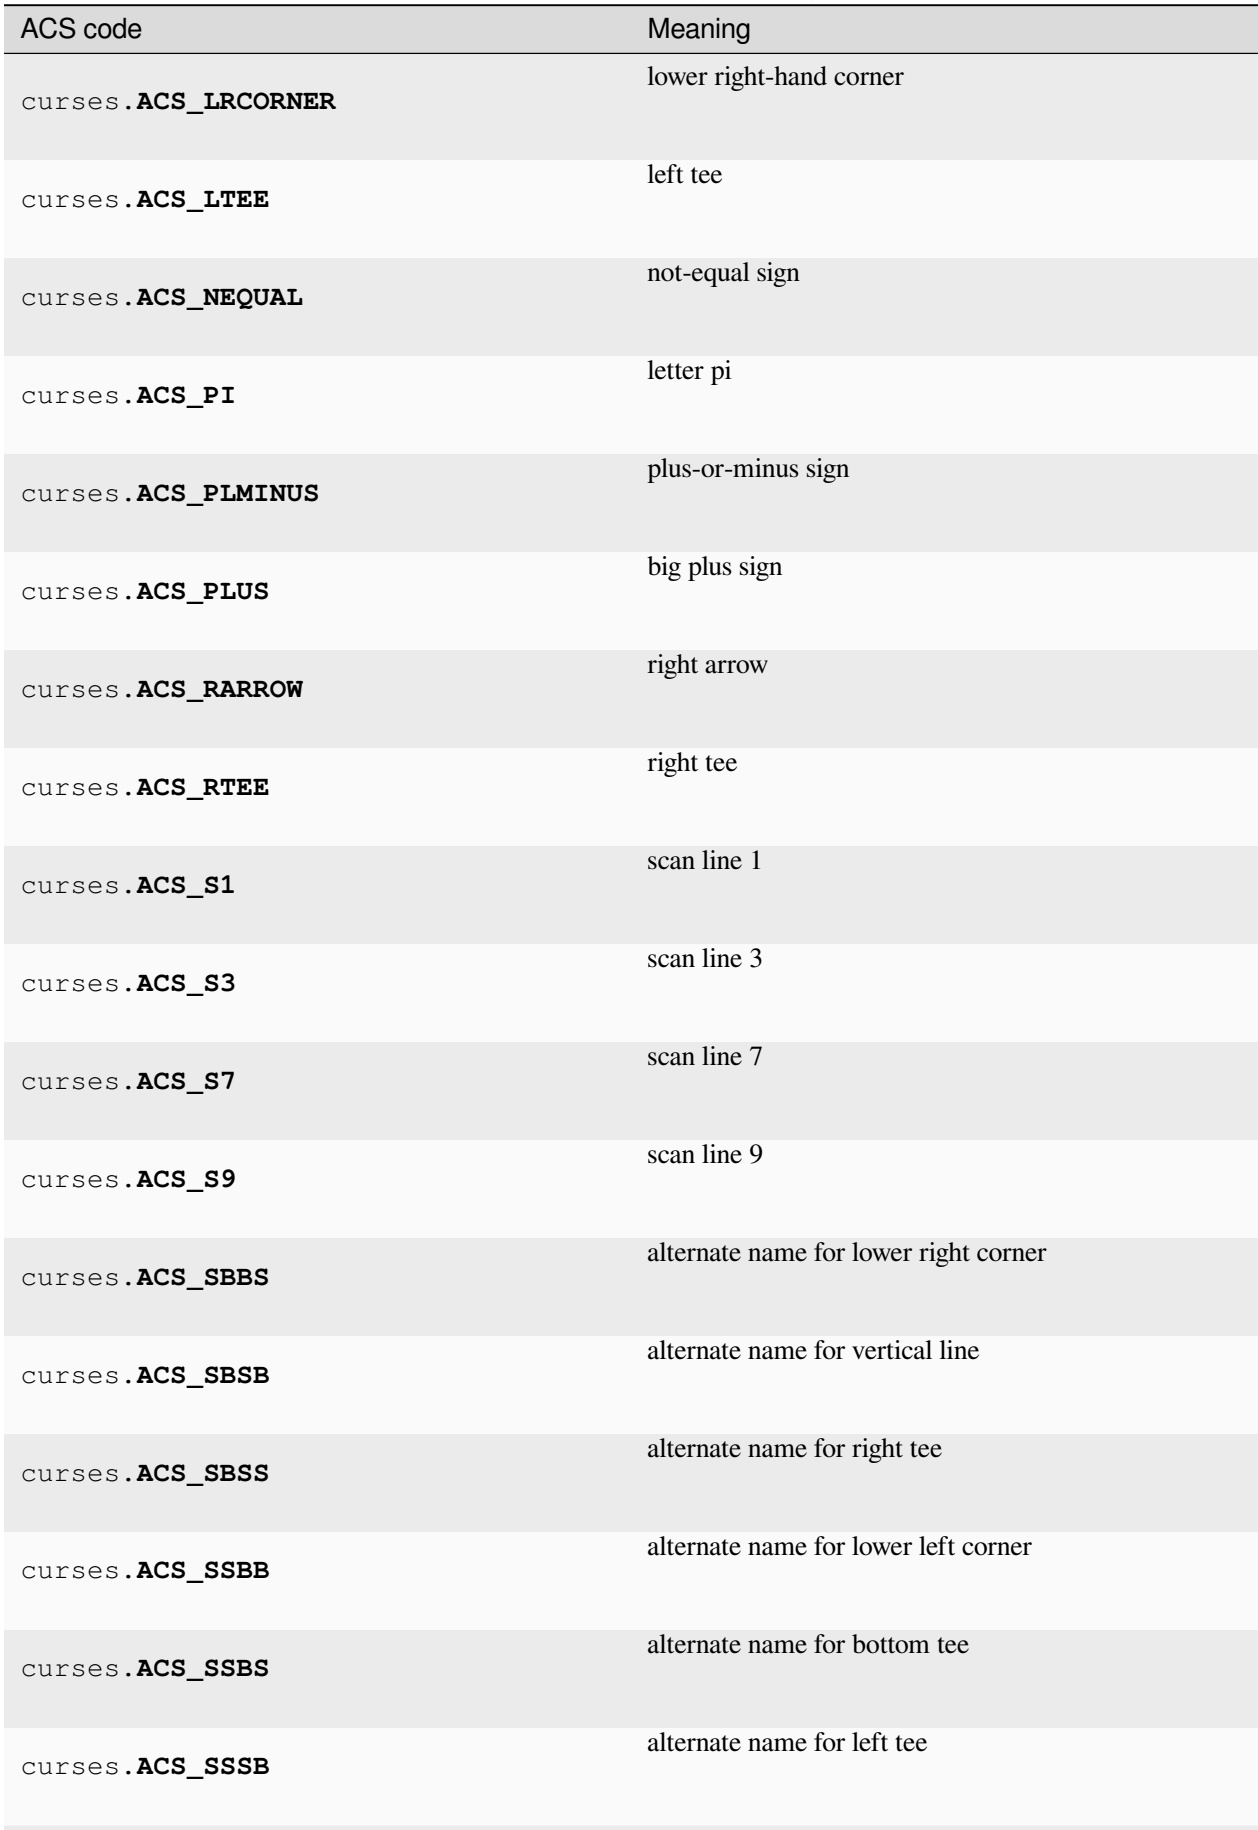 ACS code Meaning
curses.ACS_LRCORNER lower right-hand corner
curses.ACS_LTEE left tee
curses.ACS_NEQUAL not-equal sign
curses.ACS_PI letter pi
curses.ACS_PLMINUS plus-or-minus sign
curses.ACS_PLUS big plus sign
curses.ACS_RARROW right arrow
curses.ACS_RTEE right tee
curses.ACS_S1 scan line 1
curses.ACS_S3 scan line 3
curses.ACS_S7 scan line 7
curses.ACS_S9 scan line 9
curses.ACS_SBBS alternate name for lower right corner
curses.ACS_SBSB alternate name for vertical line
curses.ACS_SBSS alternate name for right tee
curses.ACS_SSBB alternate name for lower left corner
curses.ACS_SSBS alternate name for bottom tee
curses.ACS_SSSB alternate name for left tee